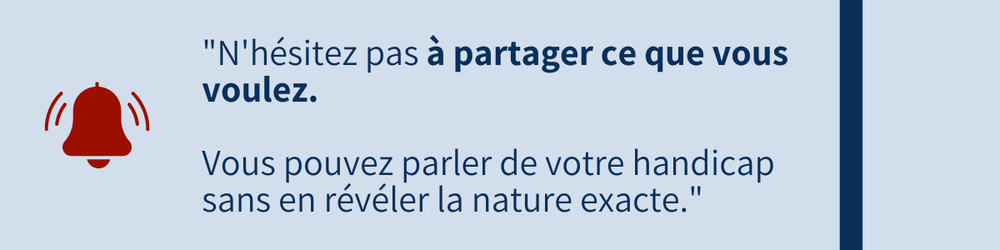 "N'hésitez pas à partager ce que vous
voulez.
Vous pouvez parler de votre handicap
sans en révéler la nature exacte."